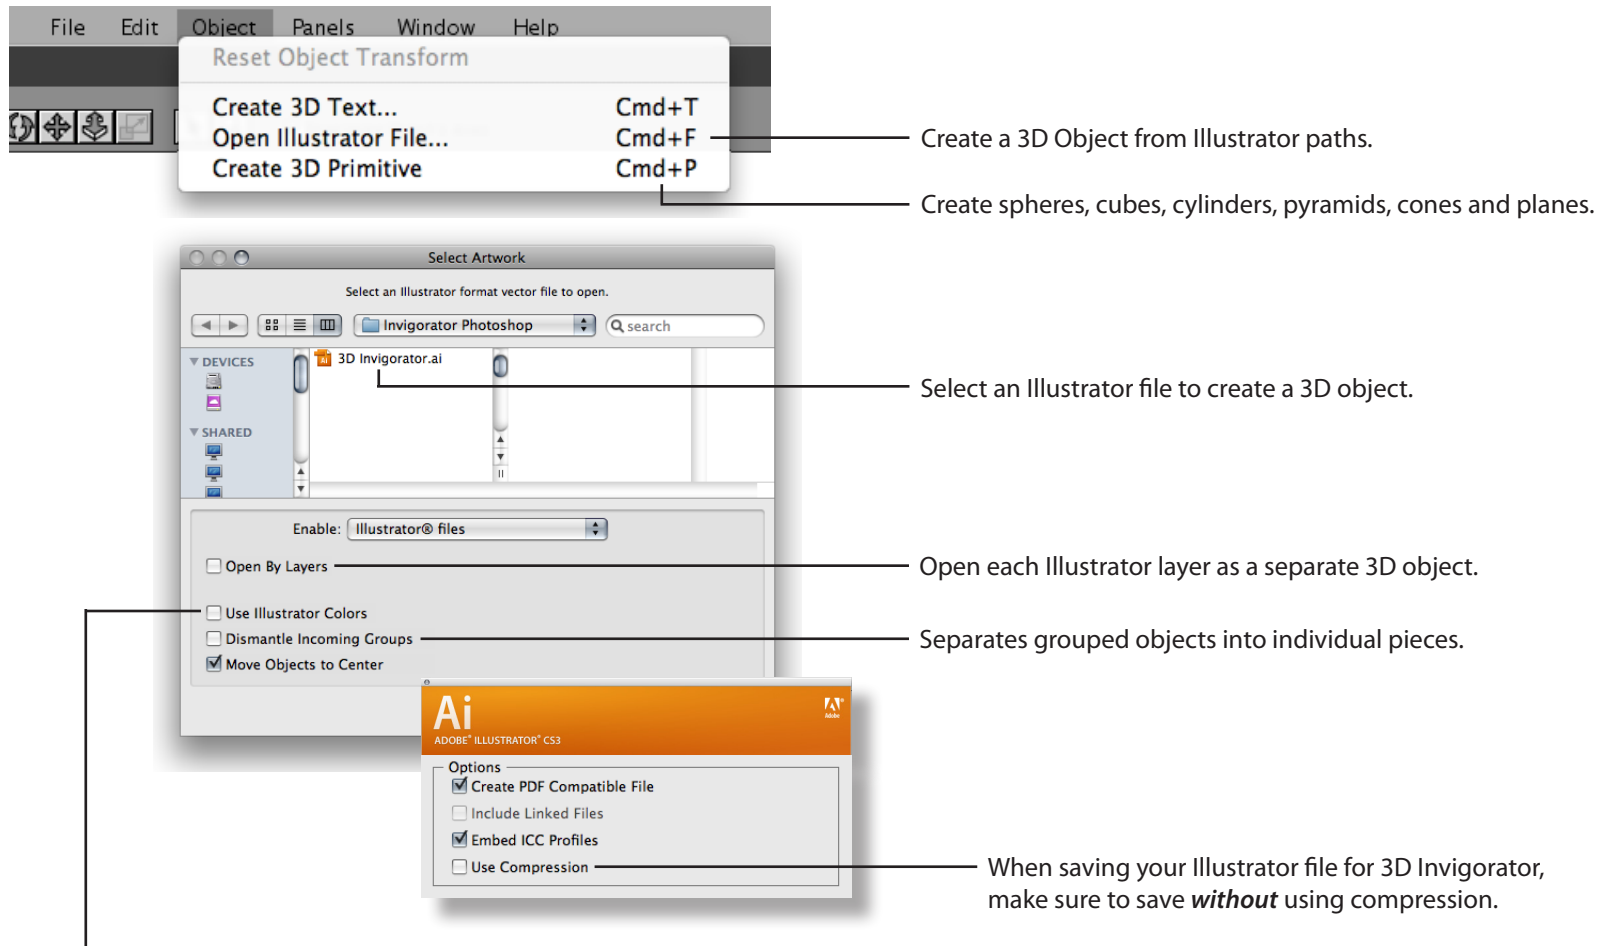 File Edit Object Panels Window Help
Reset Object Transform
Create 3D Text... Cmd+T
Open Illustrator File... Cmd+F
Create 3D Primitive Cmd+P
Create a 3D Object from Illustrator paths.
Create spheres, cubes, cylinders, pyramids, cones and planes.
Select Artwork
Select an Illustrator format vector file to open.
Invigorator Photoshop
search
DEVICES
3D Invigorator.ai
SHARED
Select an Illustrator file to create a 3D object.
Enable: Illustrator® files
Open By Layers
Open each Illustrator layer as a separate 3D object.
Use Illustrator Colors
Dismantle Incoming Groups
Separates grouped objects into individual pieces.
Move Objects to Center
Ai
Adobe
ADOBE® ILLUSTRATOR® CS3
Options
Create PDF Compatible File
Include Linked Files
Embed ICC Profiles
Use Compression
When saving your Illustrator file for 3D Invigorator,
make sure to save without using compression.